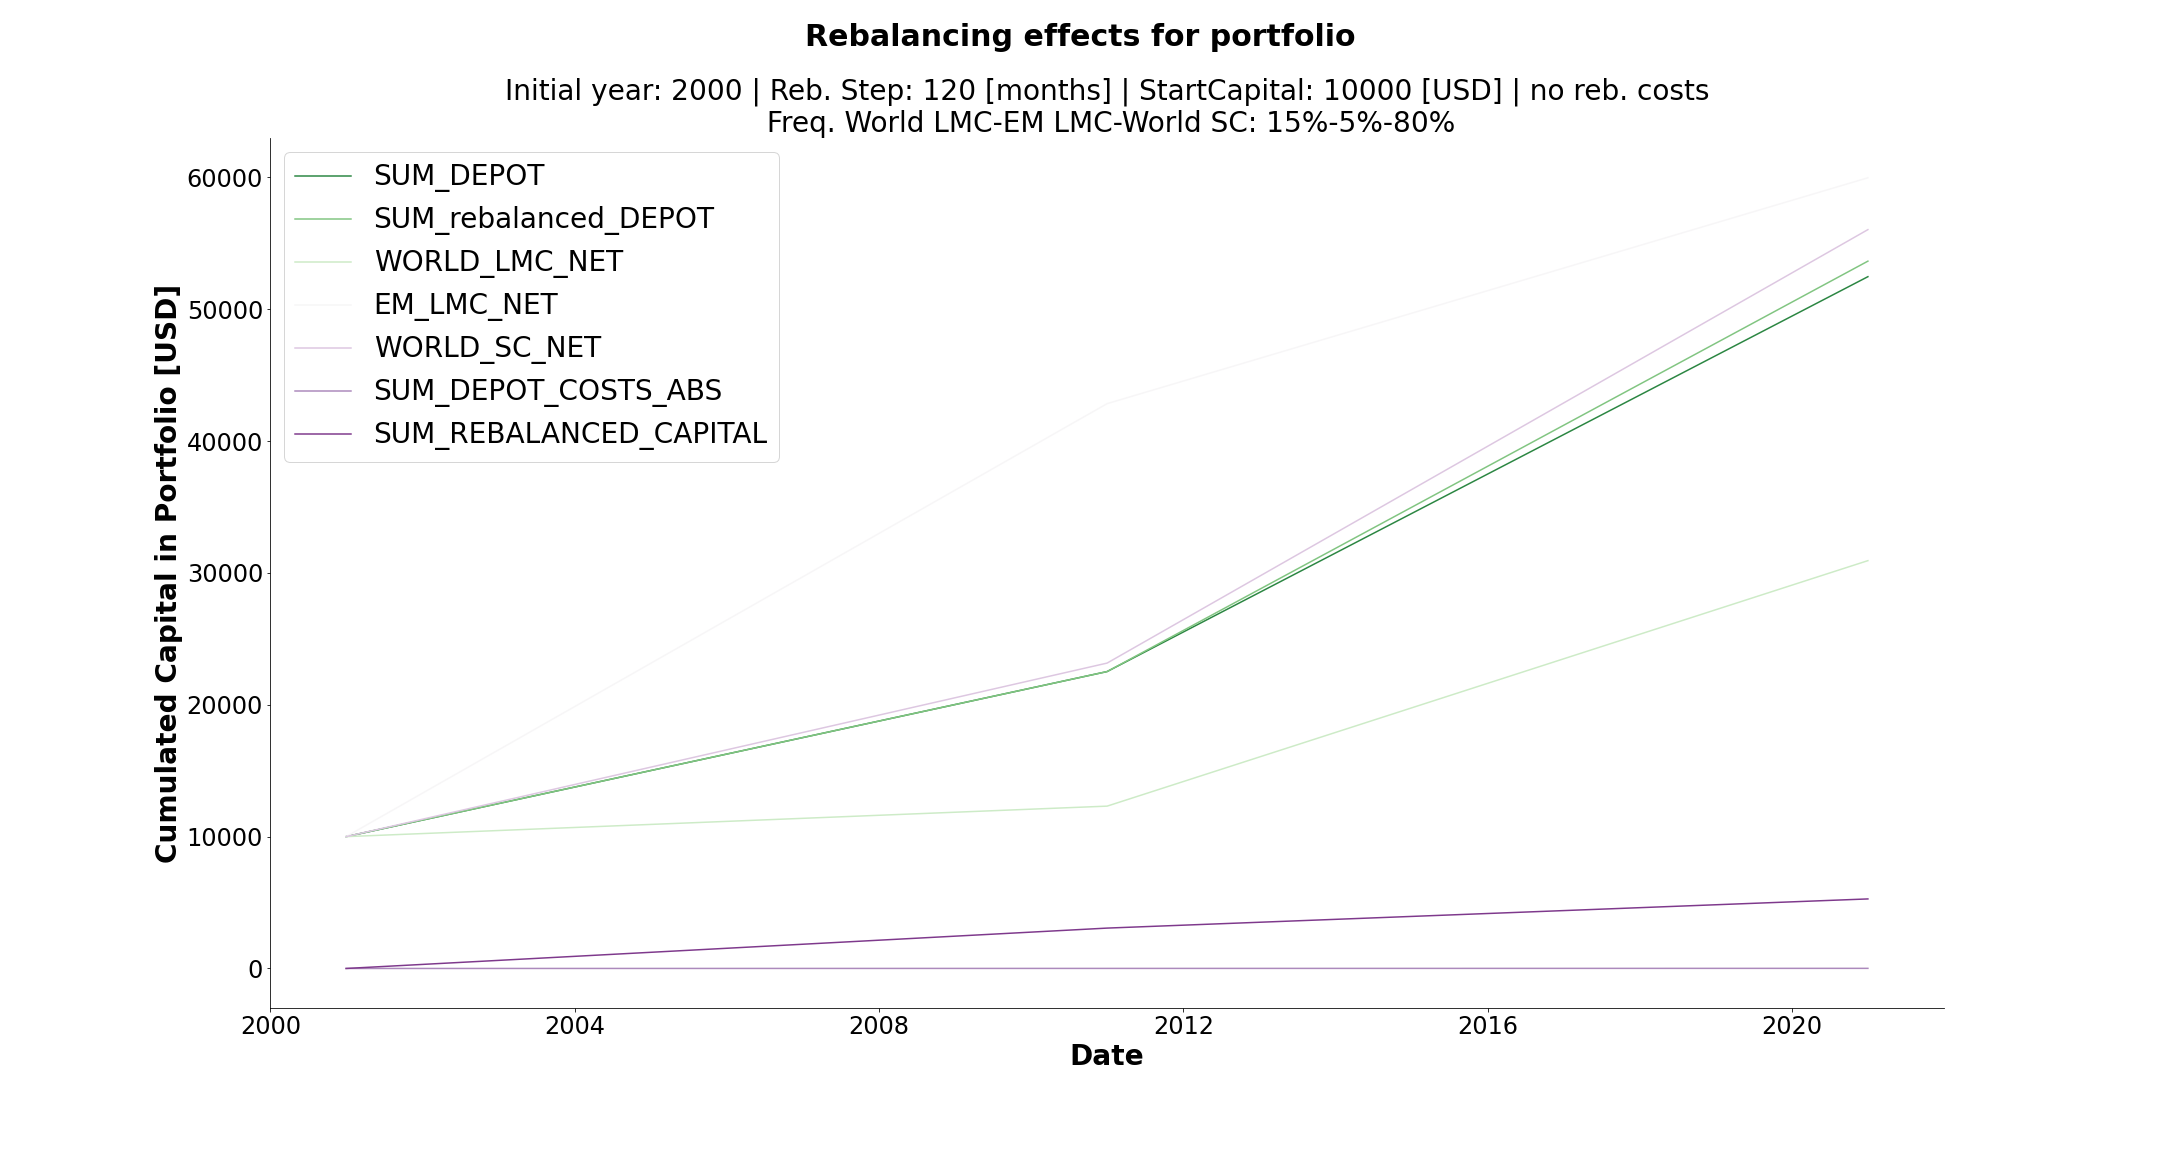 Rebalancing effects for portfolio
Initial year: 2000 | Reb. Step: 120 [months] | StartCapital: 10000 [USD] | no reb. costs
Freq. World LMC-EM LMC-World SC: 15%-5%-80%
SUM_DEPOT
SUM_rebalanced_DEPOT
WORLD_LMC_NET
EM_LMC_NET
WORLD_SC_NET
SUM_DEPOT_COSTS_ABS
SUM_REBALANCED_CAPITAL
Cumulated Capital in Portfolio [USD]
60000
50000
40000
30000
20000
10000
0
2000 2004 2008 2012 2016 2020
Date